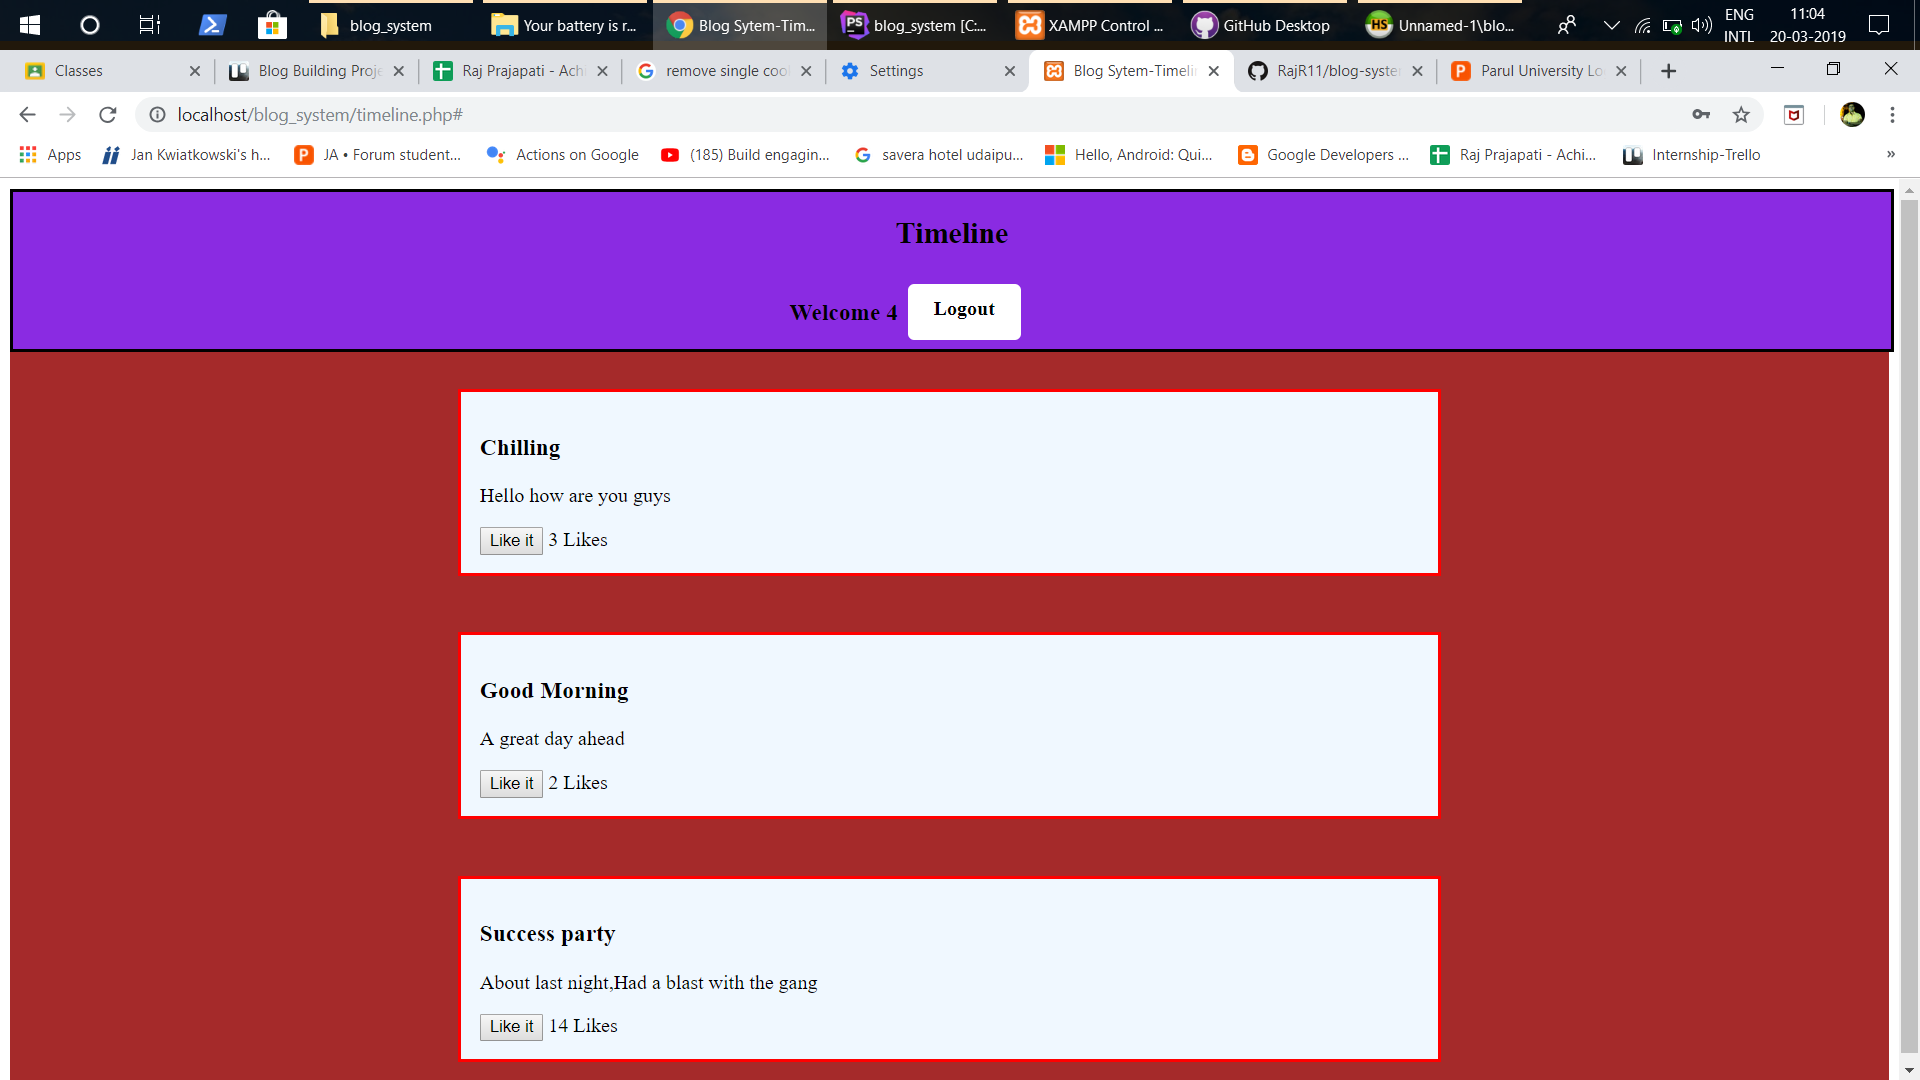 blog_system
Your battery is r...
Blog Sytem-Tim...
PS
blog_system [C:...
XAMPP Control ...
GitHub Desktop
HS
Unnamed-1\blo...
ENG
INTL
11:04
20-03-2019
Classes
Blog Building Proje
Raj Prajapati - Achi
remove single coo
Settings
Blog Sytem-Timelin
RajR11/blog-syste
Parul University Lo
localhost/blog_system/timeline.php#
Apps
Jan Kwiatkowski's h...
JA • Forum student...
Actions on Google
(185) Build engagin...
savera hotel udaipu...
Hello, Android: Qui...
Google Developers ...
Raj Prajapati - Achi...
Internship-Trello
»
Timeline
Welcome 4
Logout
Chilling
Hello how are you guys
Like it 3 Likes
Good Morning
A great day ahead
Like it 2 Likes
Success party
About last night,Had a blast with the gang
Like it 14 Likes